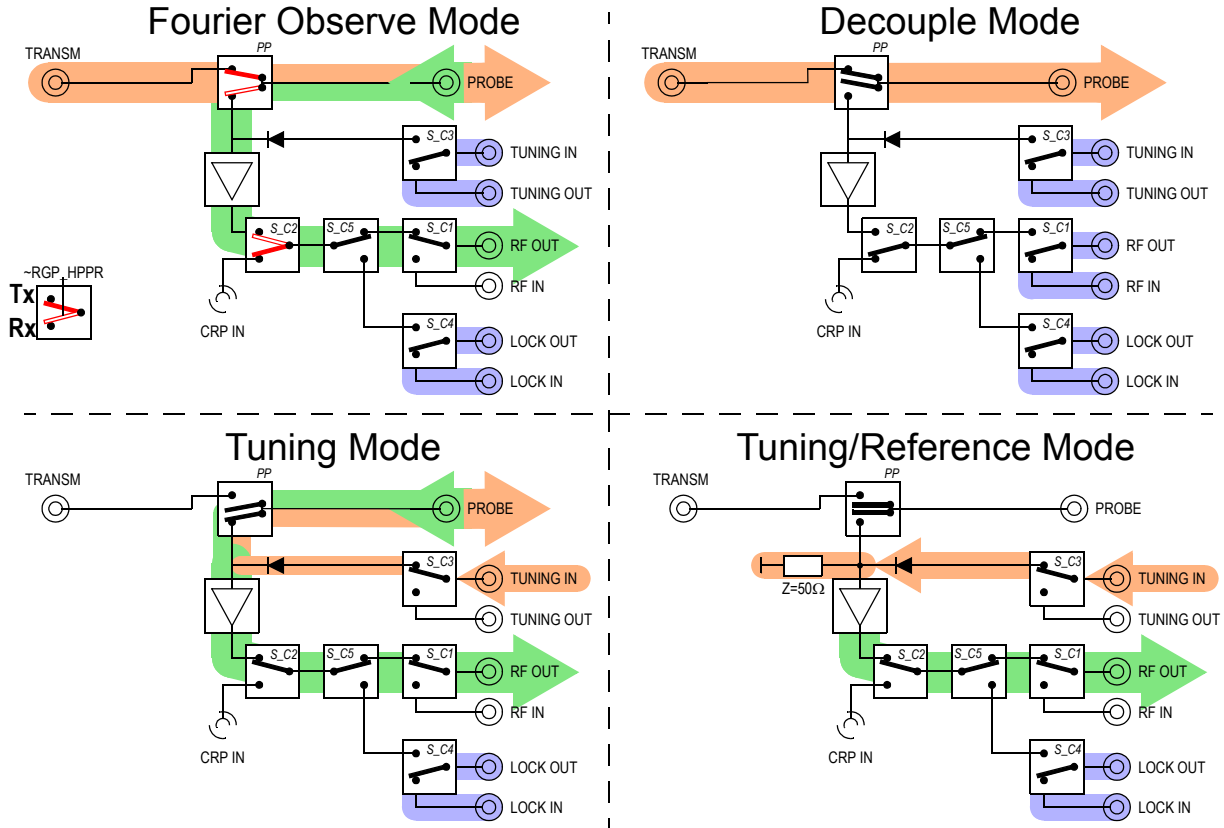 Fourier Observe Mode
TRANSM
PP
PROBE
S_C3
TUNING IN
TUNING OUT
S_C2
S_C5
S_C1
RF OUT
RF IN
~RGP_HPPR
Tx
Rx
CRP IN
S_C4
LOCK OUT
LOCK IN
Decouple Mode
TRANSM
PP
PROBE
S_C3
TUNING IN
TUNING OUT
S_C2
S_C5
S_C1
RF OUT
RF IN
CRP IN
S_C4
LOCK OUT
LOCK IN
Tuning Mode
TRANSM
PP
PROBE
S_C3
TUNING IN
TUNING OUT
S_C2
S_C5
S_C1
RF OUT
RF IN
CRP IN
S_C4
LOCK OUT
LOCK IN
Tuning/Reference Mode
TRANSM
PP
PROBE
S_C3
TUNING IN
Z=50Ω
TUNING OUT
S_C2
S_C5
S_C1
RF OUT
RF IN
CRP IN
S_C4
LOCK OUT
LOCK IN